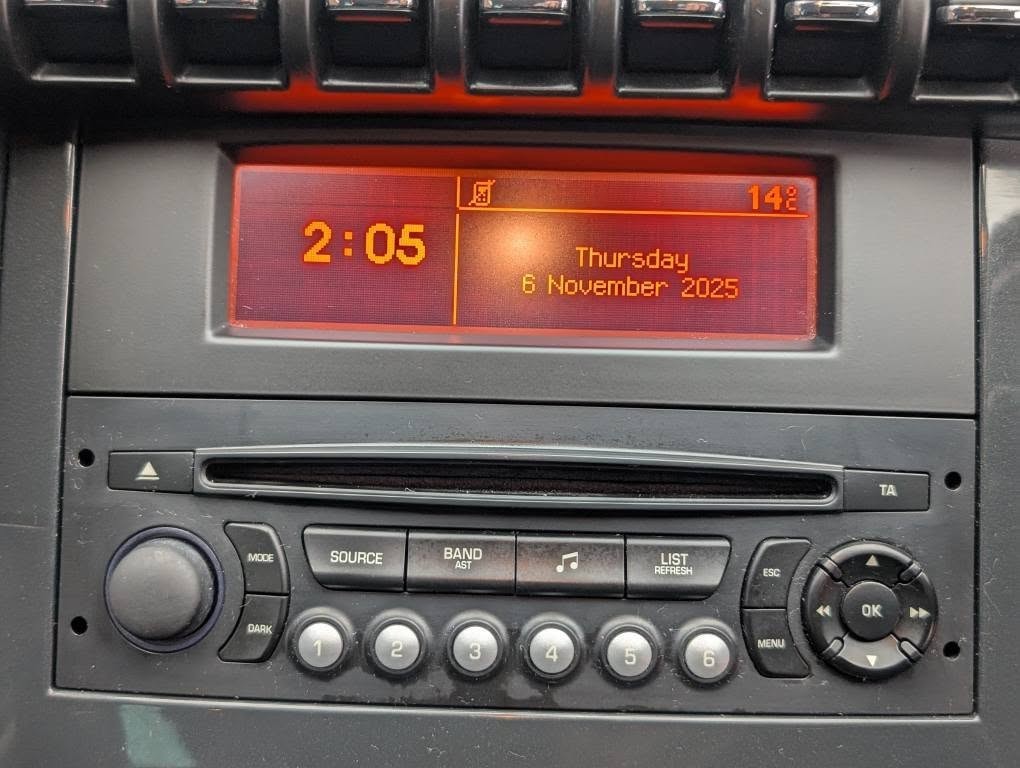 14°C
2:05
Thursday
6 November 2025
TA
MODE
SOURCE
BAND
AST
LIST
REFRESH
ESC
OK
DARK
MENU
1 2 3 4 5 6